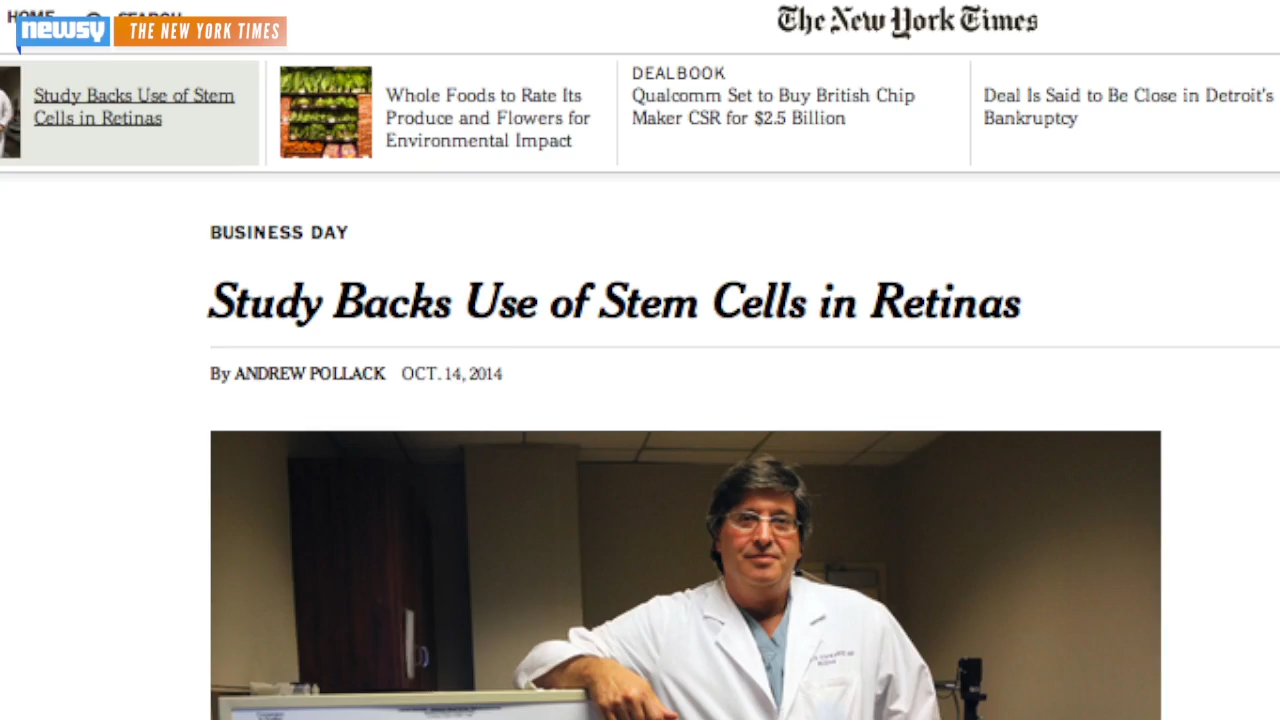 HOME
SEARCH
newsy
THE NEW YORK TIMES
The New York Times
Study Backs Use of Stem
Cells in Retinas
Whole Foods to Rate Its
Produce and Flowers for
Environmental Impact
DEALBOOK
Qualcomm Set to Buy British Chip
Maker CSR for $2.5 Billion
Deal Is Said to Be Close in Detroit's
Bankruptcy
BUSINESS DAY
Study Backs Use of Stem Cells in Retinas
By ANDREW POLLACK OCT. 14, 2014